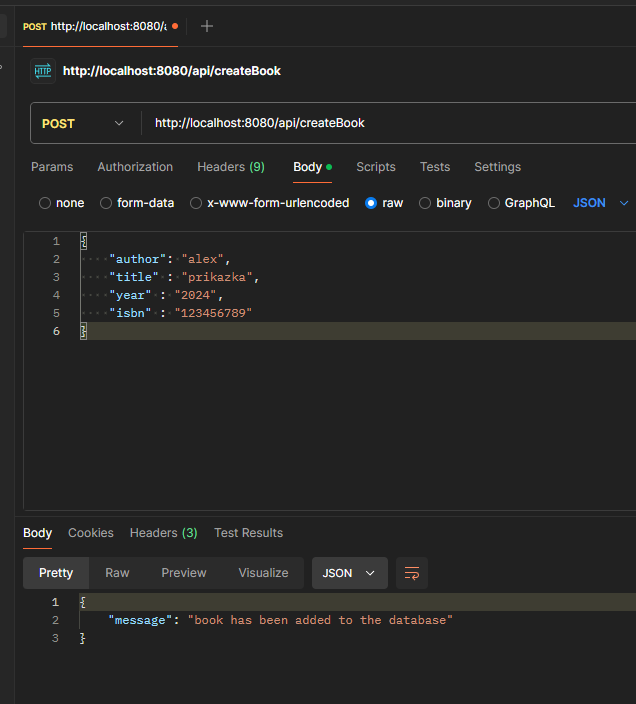 POST http://localhost:8080/a
HTTP http://localhost:8080/api/createBook
POST http://localhost:8080/api/createBook
Params Authorization Headers (9) Body Scripts Tests Settings
none form-data x-www-form-urlencoded raw binary GraphQL JSON
1 {
2 "author": "alex",
3 "title" : "prikazka",
4 "year" : "2024",
5 "isbn" : "123456789"
6 }
Body Cookies Headers (3) Test Results
Pretty Raw Preview Visualize JSON
1 {
2 "message": "book has been added to the database"
3 }